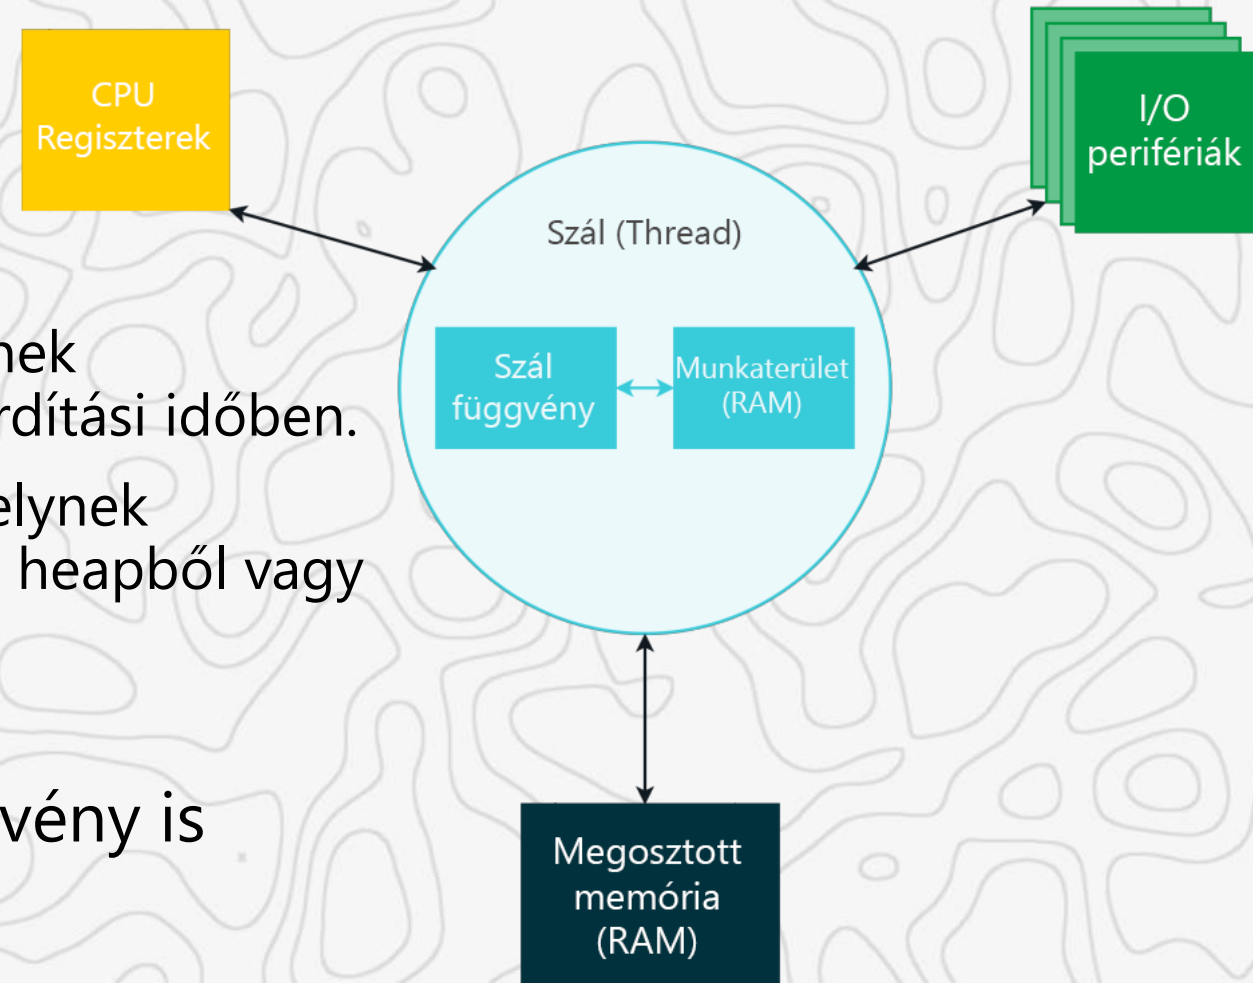 CPU
Regiszterek
I/O
perifériák
Szál (Thread)
Szál
függvény
Munkaterület
(RAM)
nek
rdítási időben.
elynek
heapből vagy
vény is
Megosztott
memória
(RAM)